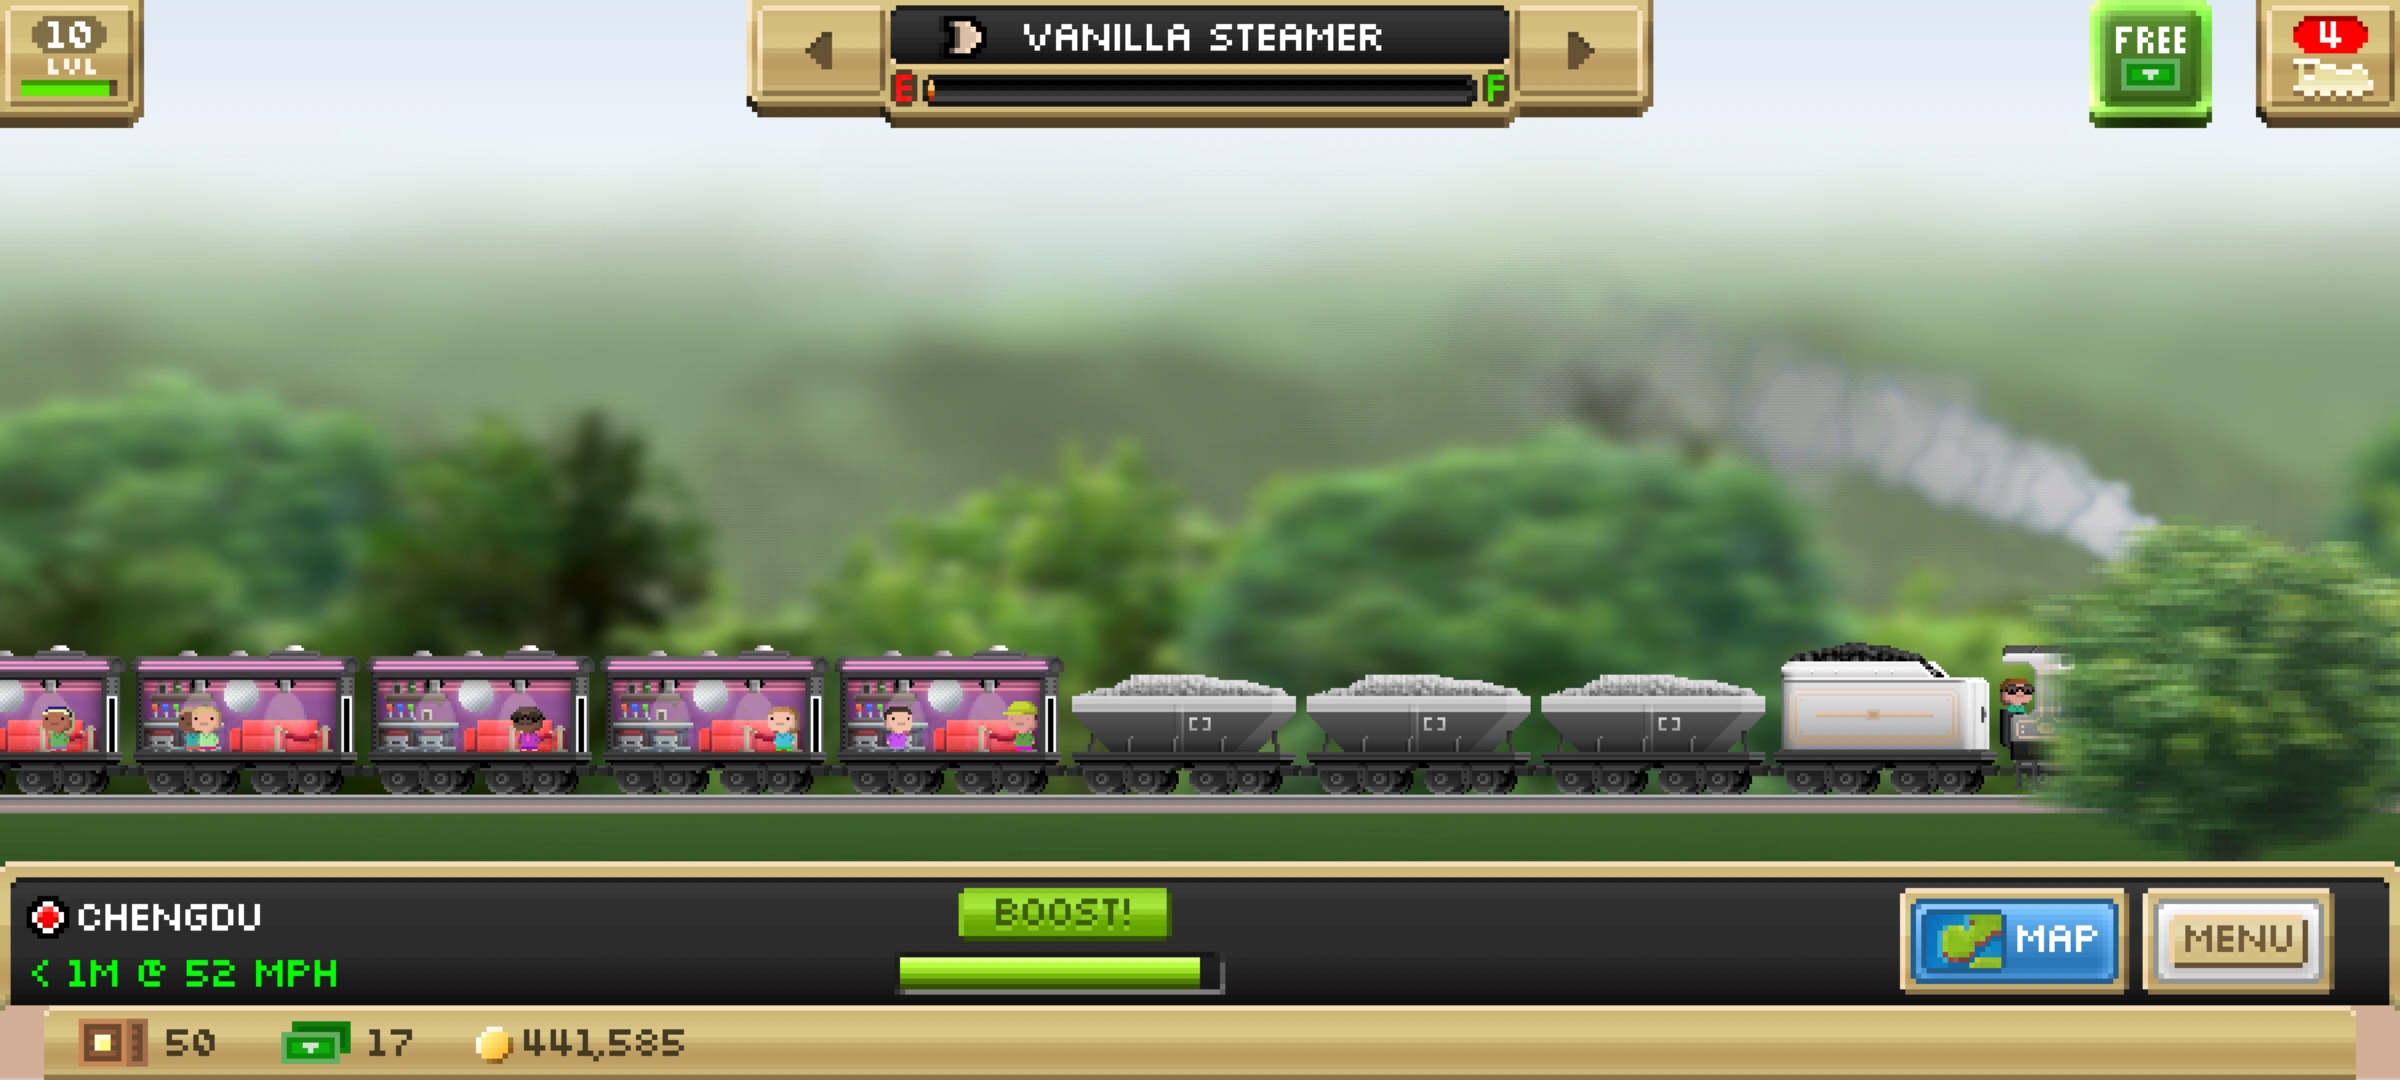 10
LVL
VANILLA STEAMER
E
F
FREE
4
CHENGDU
< 1M @ 52 MPH
BOOST!
MAP
MENU
50
17
441,585